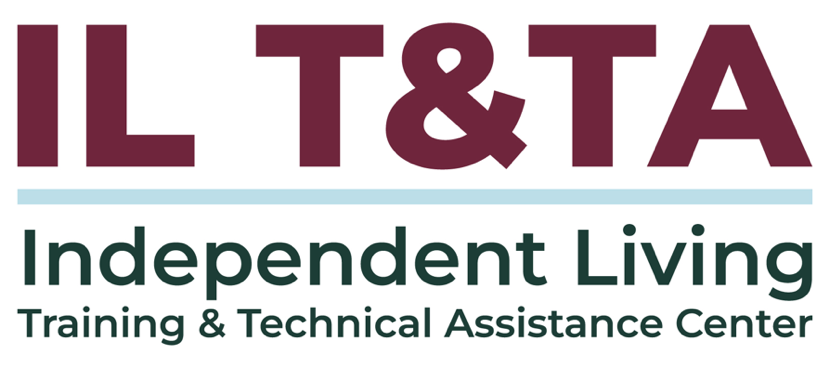 IL T&TA
Independent Living
Training & Technical Assistance Center